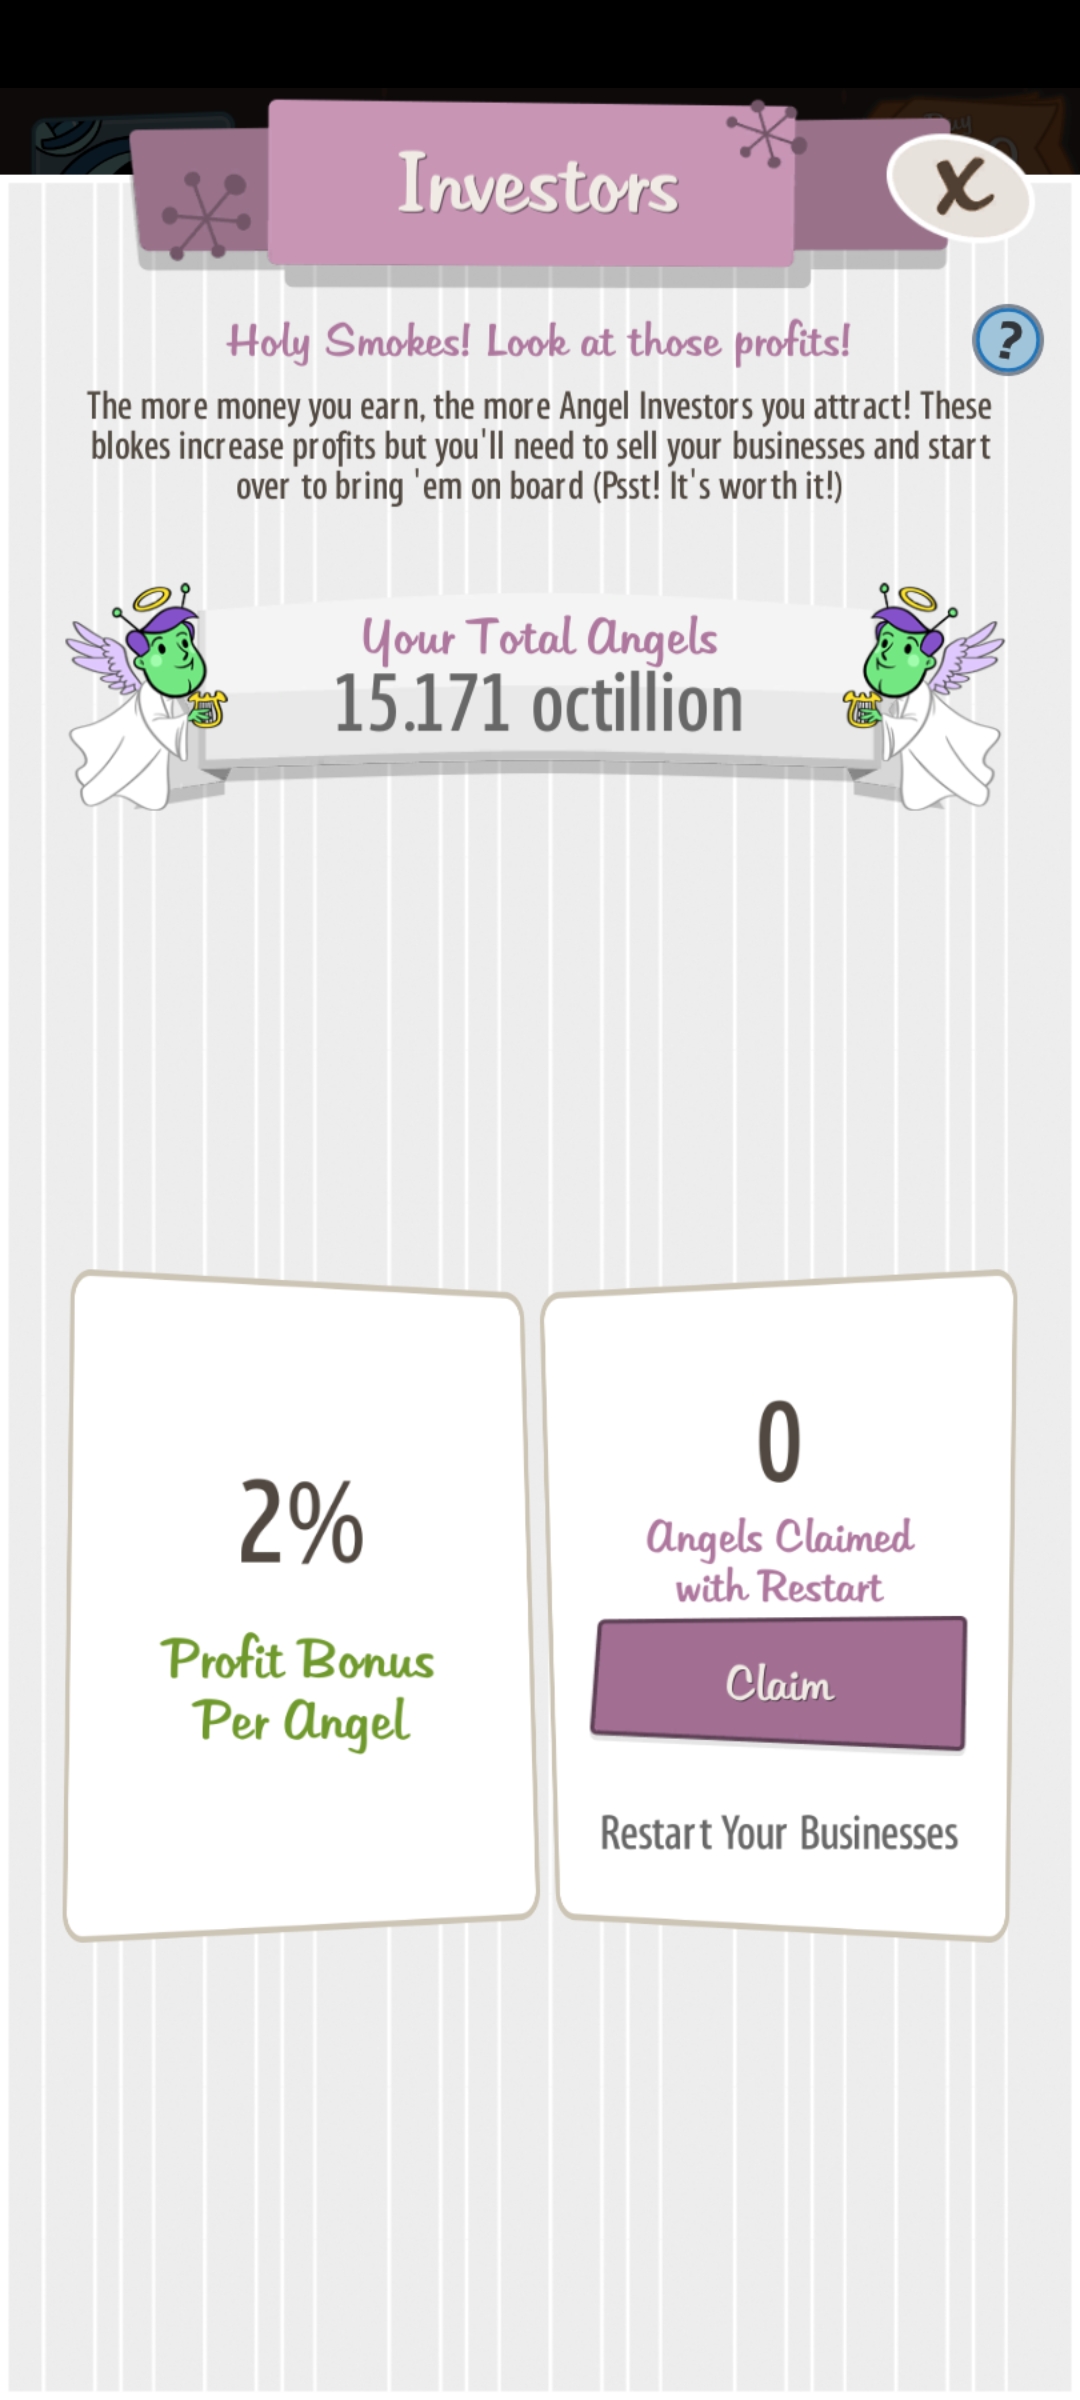 Investors
X
Holy Smokes! Look at those profits!
?
The more money you earn, the more Angel Investors you attract! These
blokes increase profits but you'll need to sell your businesses and start
over to bring 'em on board (Psst! It's worth it!)
Your Total Angels
15.171 octillion
2%
Profit Bonus
Per Angel
0
Angels Claimed
with Restart
Claim
Restart Your Businesses